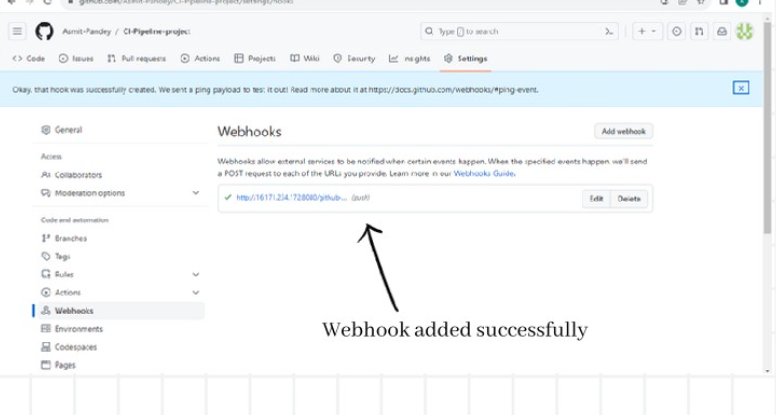 github.com/Asmit-Pandey/CI-Pipeline-project/settings/hooks
Asmit-Pandey / CI-Pipeline-project
Type [/] to search
<> Code Issues Pull requests Actions Projects Wiki Security Insights Settings
Okay, that hook was successfully created. We sent a ping payload to test it out! Read more about it at https://docs.github.com/webhooks/#ping-event.
General
Access
Collaborators
Moderation options
Code and automation
Branches
Tags
Rules
Actions
Webhooks
Environments
Codespaces
Pages
Webhooks
Add webhook
Webhooks allow external services to be notified when certain events happen. When the specified events happen, we'll send
a POST request to each of the URLs you provide. Learn more in our Webhooks Guide.
(push)
Edit Delete
Webhook added successfully